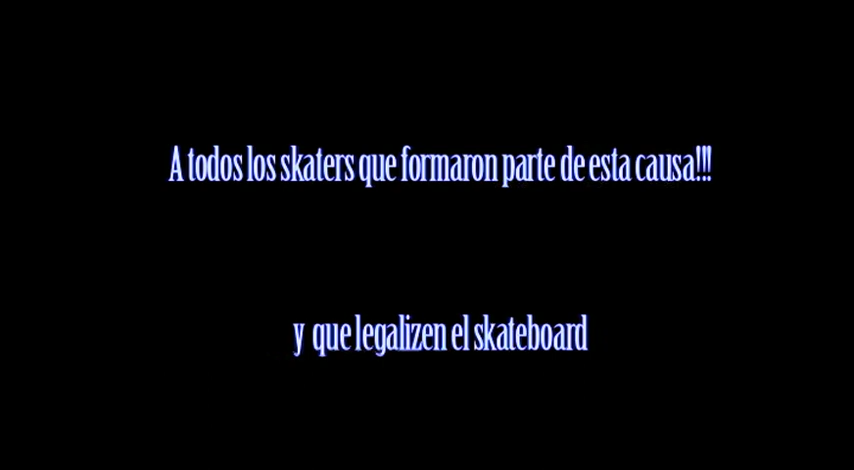 A todos los skaters que formaron parte de esta causa!!!
y que legalizen el skateboard